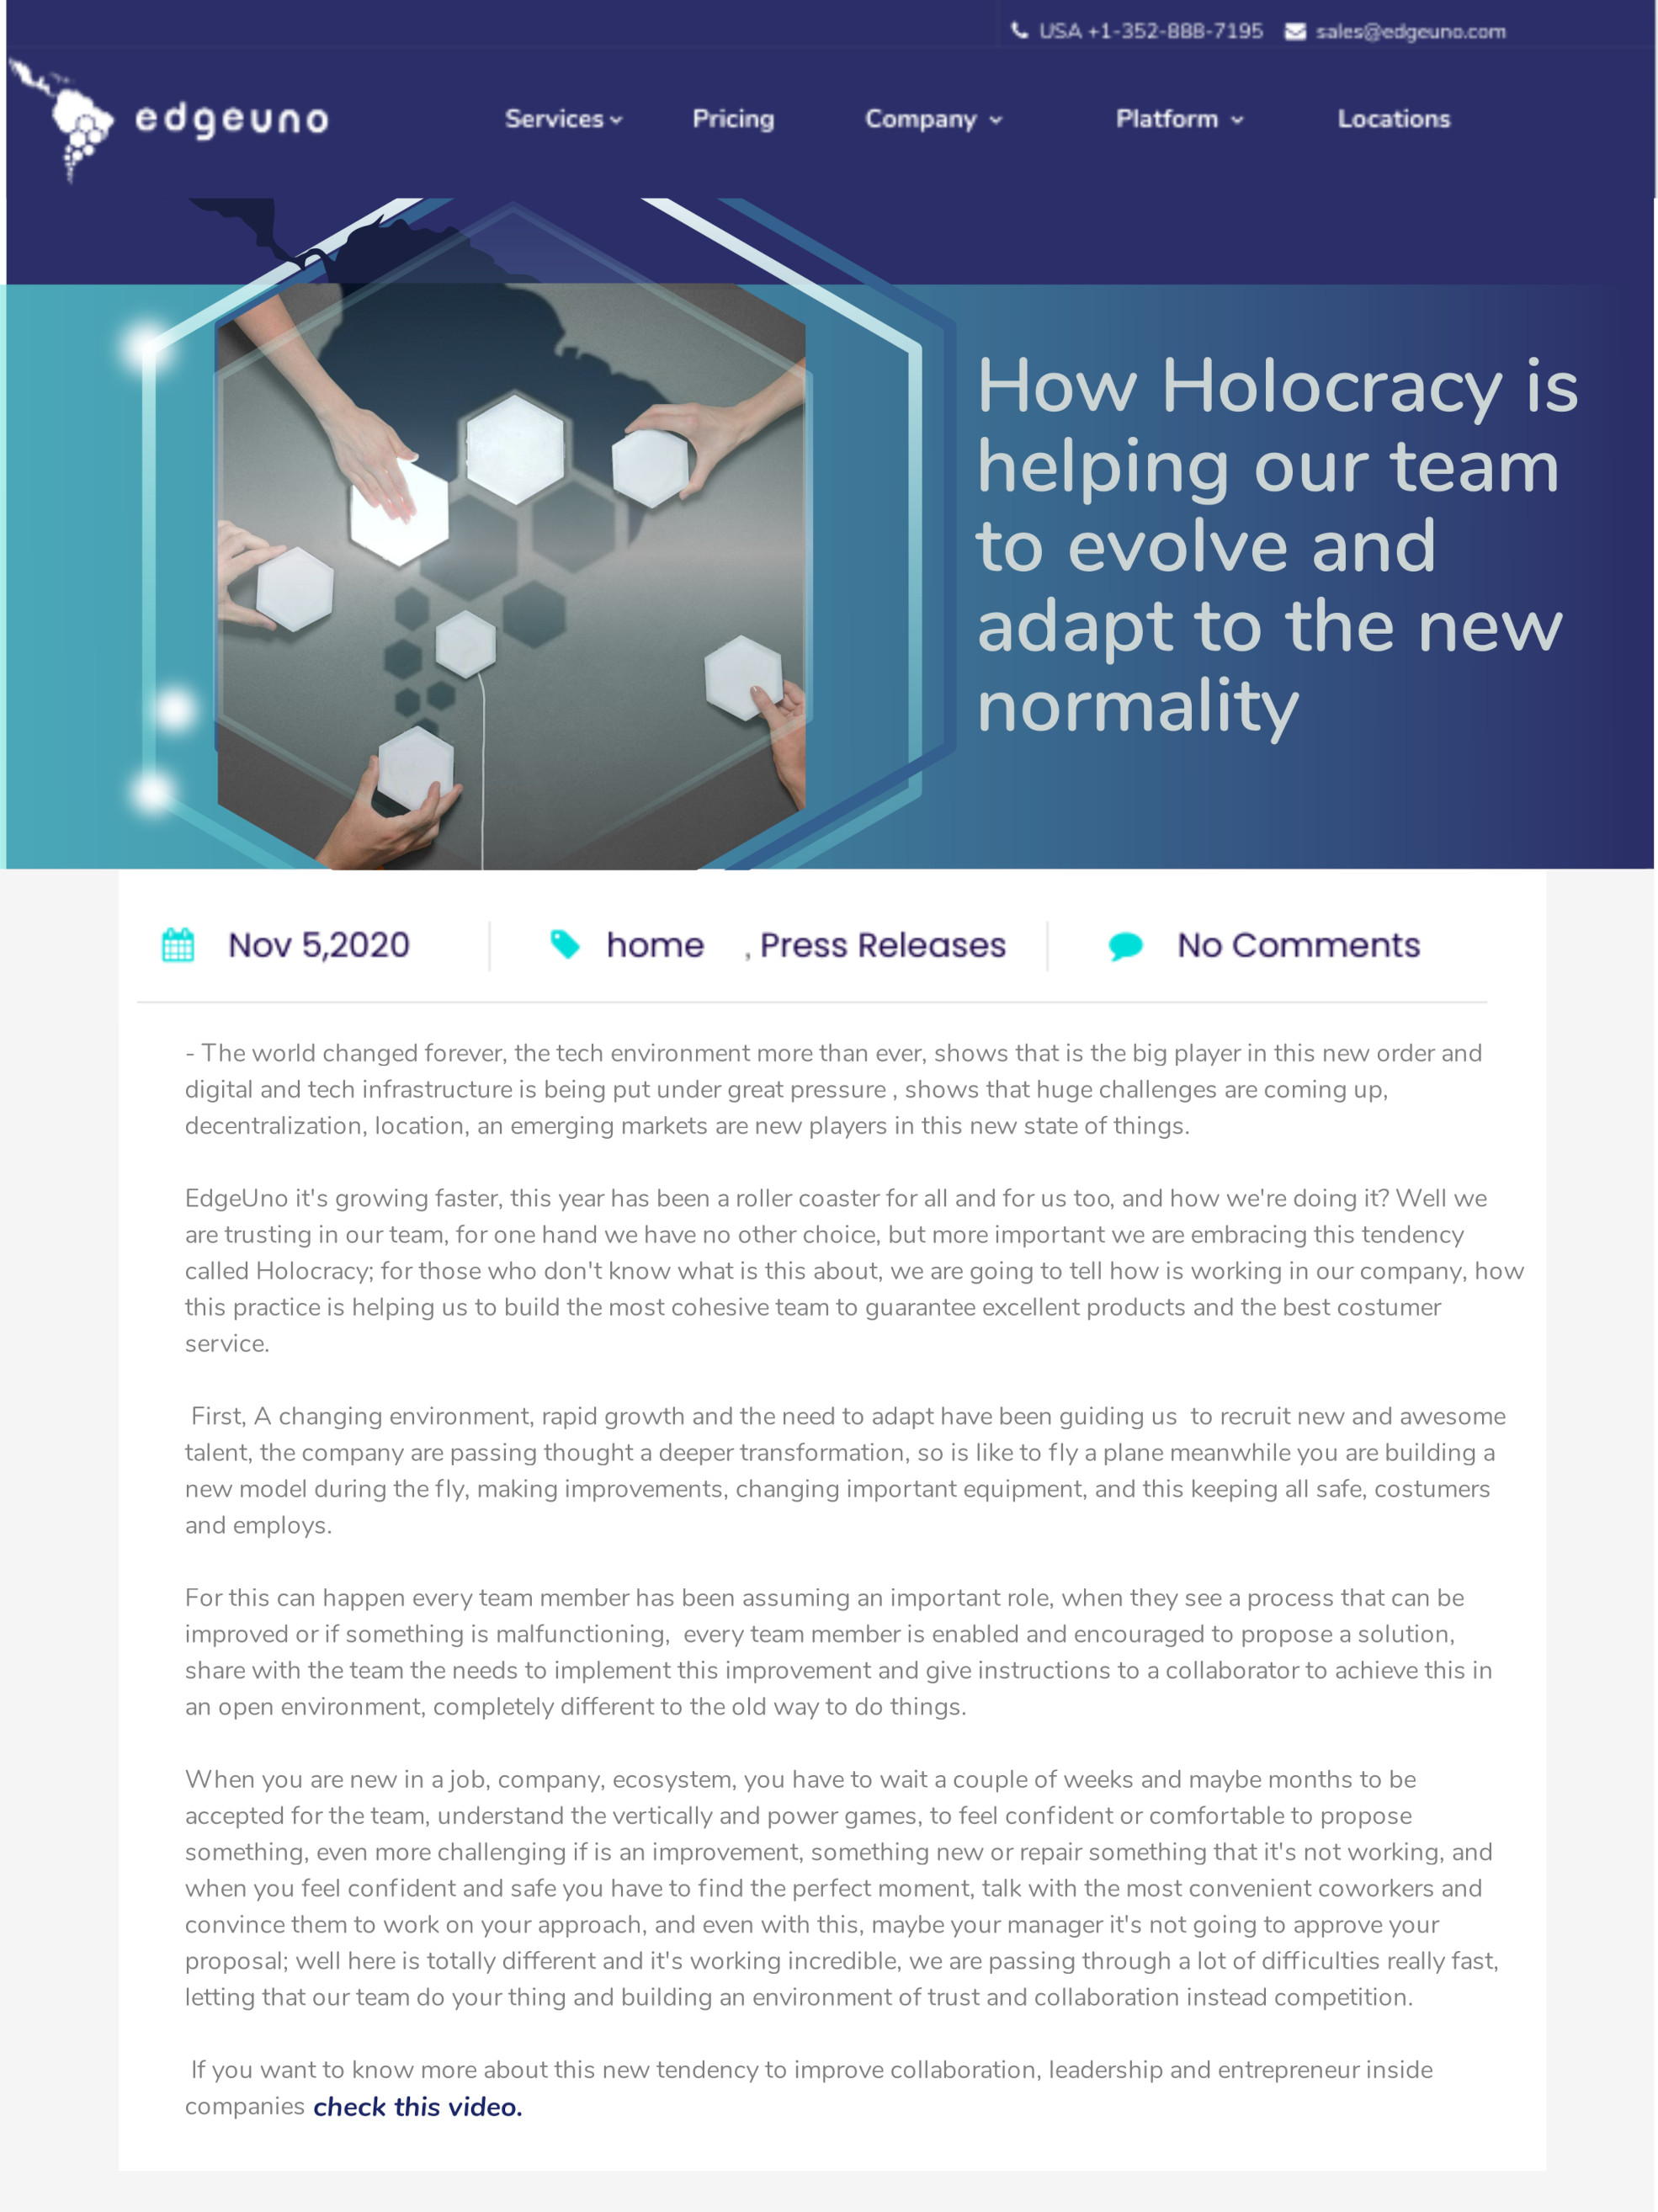 USA +1-352-888-7195 sales@edgeuno.com
edgeuno Services Pricing Company Platform Locations
How Holocracy is
helping our team
to evolve and
adapt to the new
normality
Nov 5,2020 home , Press Releases No Comments
- The world changed forever, the tech environment more than ever, shows that is the big player in this new order and
digital and tech infrastructure is being put under great pressure , shows that huge challenges are coming up,
decentralization, location, an emerging markets are new players in this new state of things.
EdgeUno it's growing faster, this year has been a roller coaster for all and for us too, and how we're doing it? Well we
are trusting in our team, for one hand we have no other choice, but more important we are embracing this tendency
called Holocracy; for those who don't know what is this about, we are going to tell how is working in our company, how
this practice is helping us to build the most cohesive team to guarantee excellent products and the best costumer
service.
First, A changing environment, rapid growth and the need to adapt have been guiding us  to recruit new and awesome
talent, the company are passing thought a deeper transformation, so is like to fly a plane meanwhile you are building a
new model during the fly, making improvements, changing important equipment, and this keeping all safe, costumers
and employs.
For this can happen every team member has been assuming an important role, when they see a process that can be
improved or if something is malfunctioning,  every team member is enabled and encouraged to propose a solution,
share with the team the needs to implement this improvement and give instructions to a collaborator to achieve this in
an open environment, completely different to the old way to do things.
When you are new in a job, company, ecosystem, you have to wait a couple of weeks and maybe months to be
accepted for the team, understand the vertically and power games, to feel confident or comfortable to propose
something, even more challenging if is an improvement, something new or repair something that it's not working, and
when you feel confident and safe you have to find the perfect moment, talk with the most convenient coworkers and
convince them to work on your approach, and even with this, maybe your manager it's not going to approve your
proposal; well here is totally different and it's working incredible, we are passing through a lot of difficulties really fast,
letting that our team do your thing and building an environment of trust and collaboration instead competition.
If you want to know more about this new tendency to improve collaboration, leadership and entrepreneur inside
companies check this video.